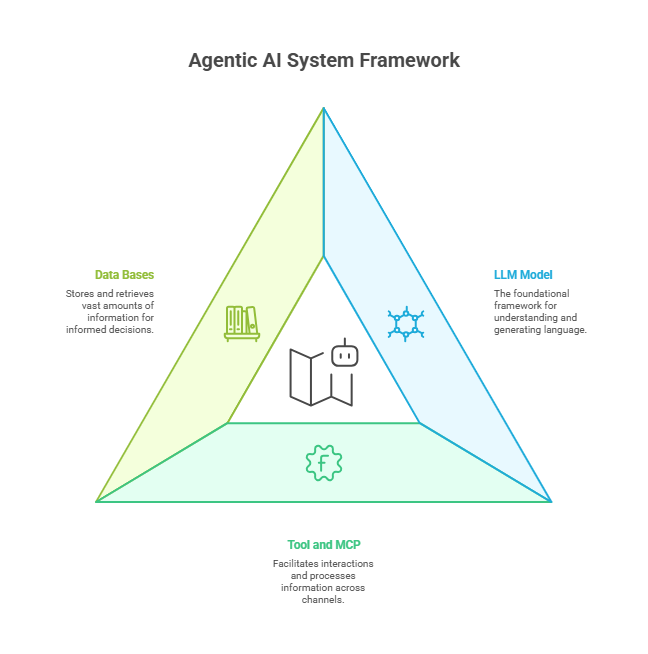 Agentic AI System Framework
Data Bases
Stores and retrieves
vast amounts of
information for
informed decisions.
LLM Model
The foundational
framework for
understanding and
generating language.
f
Tool and MCP
Facilitates interactions
and processes
information across
channels.